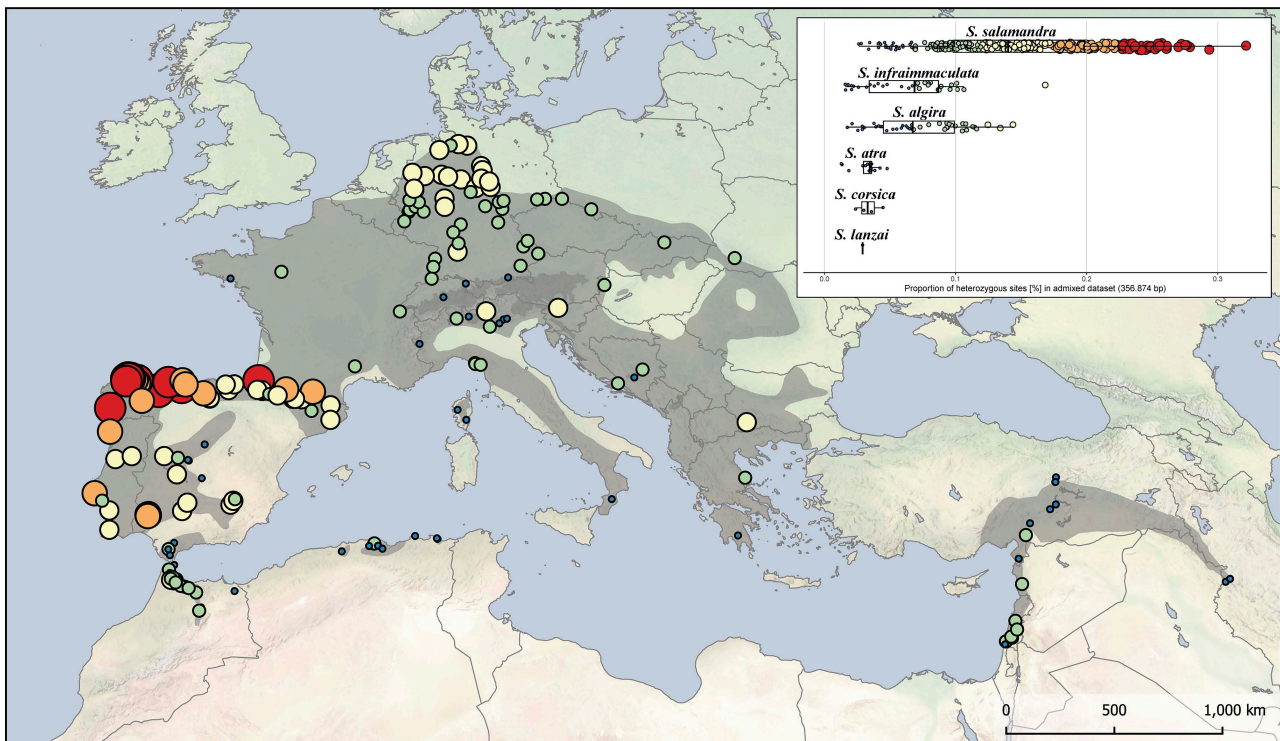 S. salamandra
S. infraimmaculata
S. algira
S. atra
S. corsica
S. lanzai
0.0 0.1 0.2 0.3
Proportion of heterozygous sites [%] in admixed dataset (356.874 bp)
0 500 1,000 km